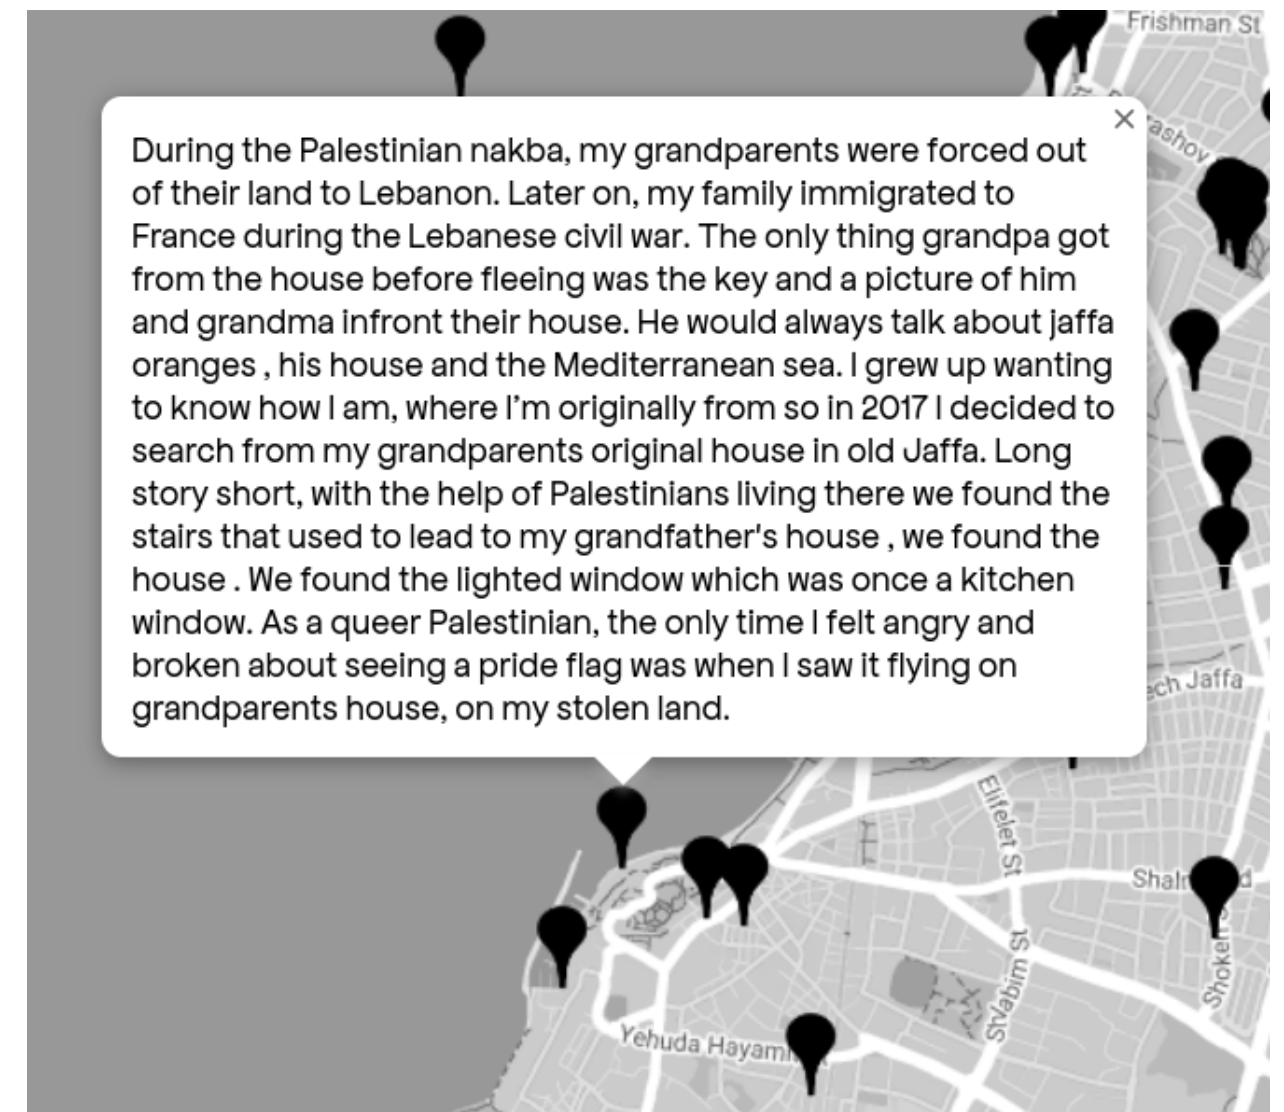 Frishman St
ashov
During the Palestinian nakba, my grandparents were forced out
of their land to Lebanon. Later on, my family immigrated to
France during the Lebanese civil war. The only thing grandpa got
from the house before fleeing was the key and a picture of him
and grandma infront their house. He would always talk about jaffa
oranges , his house and the Mediterranean sea. I grew up wanting
to know how I am, where I'm originally from so in 2017 I decided to
search from my grandparents original house in old Jaffa. Long
story short, with the help of Palestinians living there we found the
stairs that used to lead to my grandfather's house , we found the
house . We found the lighted window which was once a kitchen
window. As a queer Palestinian, the only time I felt angry and
broken about seeing a pride flag was when I saw it flying on
grandparents house, on my stolen land.
ech Jaffa
Elifelet St
Shal
Shoken
Shvabim St
Yehuda Hayam